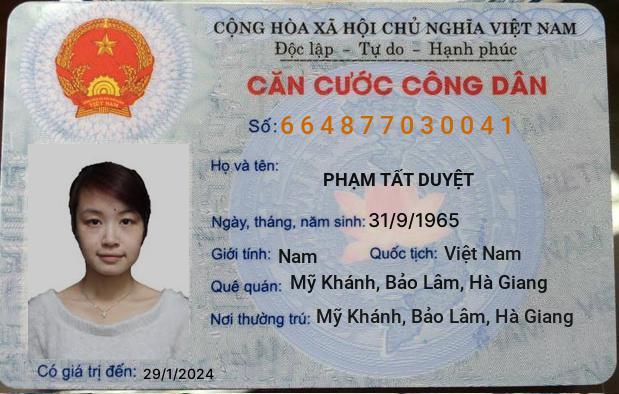 CỘNG HÒA XÃ HỘI CHỦ NGHĨA VIỆT NAM
Độc lập - Tự do - Hạnh phúc
CĂN CƯỚC CÔNG DÂN
Số: 664877030041
Họ và tên:
PHẠM TẤT DUYỆT
Ngày, tháng, năm sinh: 31/9/1965
Giới tính: Nam Quốc tịch: Việt Nam
Quê quán: Mỹ Khánh, Bảo Lâm, Hà Giang
Nơi thường trú: Mỹ Khánh, Bảo Lâm, Hà Giang
Có giá trị đến: 29/1/2024
VIỆT NAM